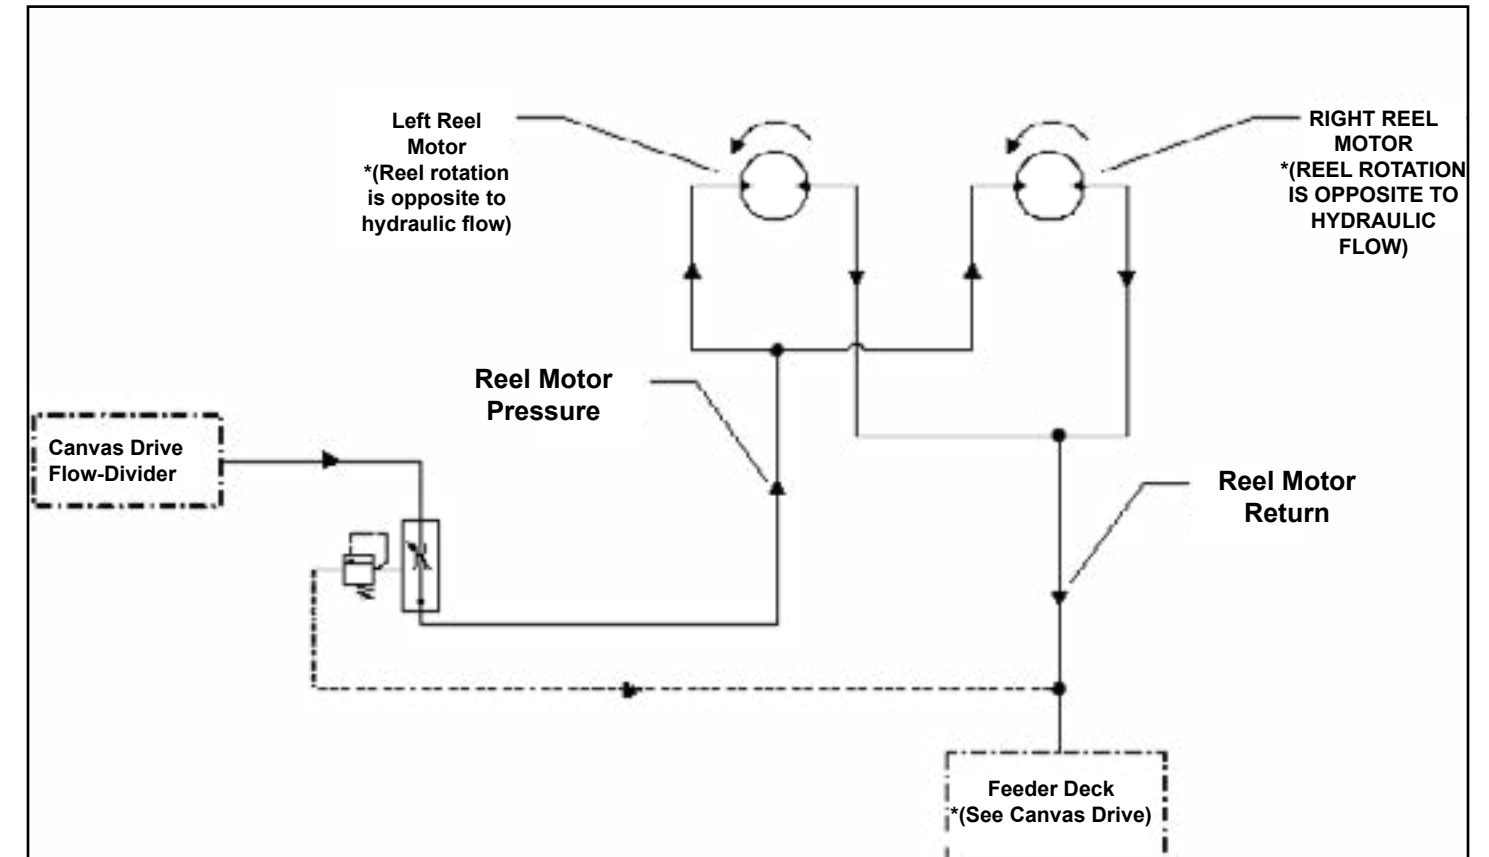 Left Reel
Motor
*(Reel rotation
is opposite to
hydraulic flow)
RIGHT REEL
MOTOR
*(REEL ROTATION
IS OPPOSITE TO
HYDRAULIC
FLOW)
Reel Motor
Pressure
Canvas Drive
Flow-Divider
Reel Motor
Return
Feeder Deck
*(See Canvas Drive)